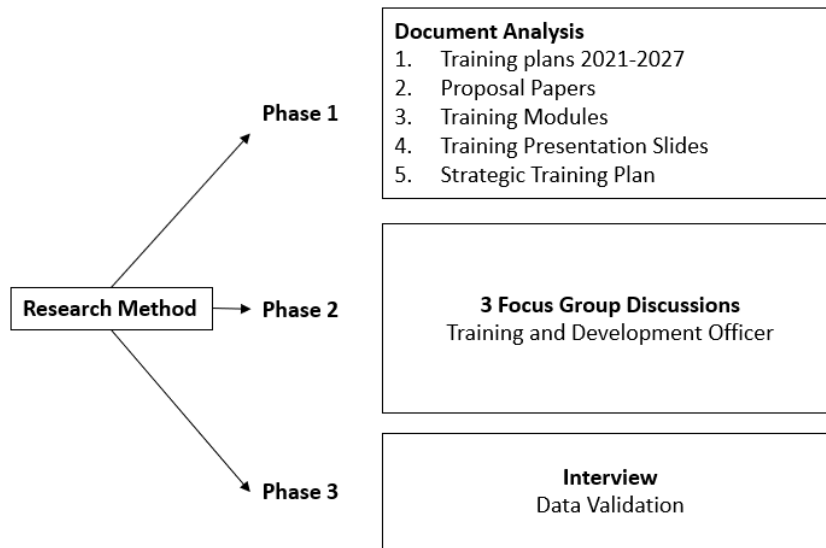 Document Analysis
1. Training plans 2021-2027
2. Proposal Papers
3. Training Modules
4. Training Presentation Slides
5. Strategic Training Plan
Phase 1
Research Method
Phase 2
3 Focus Group Discussions
Training and Development Officer
Phase 3
Interview
Data Validation